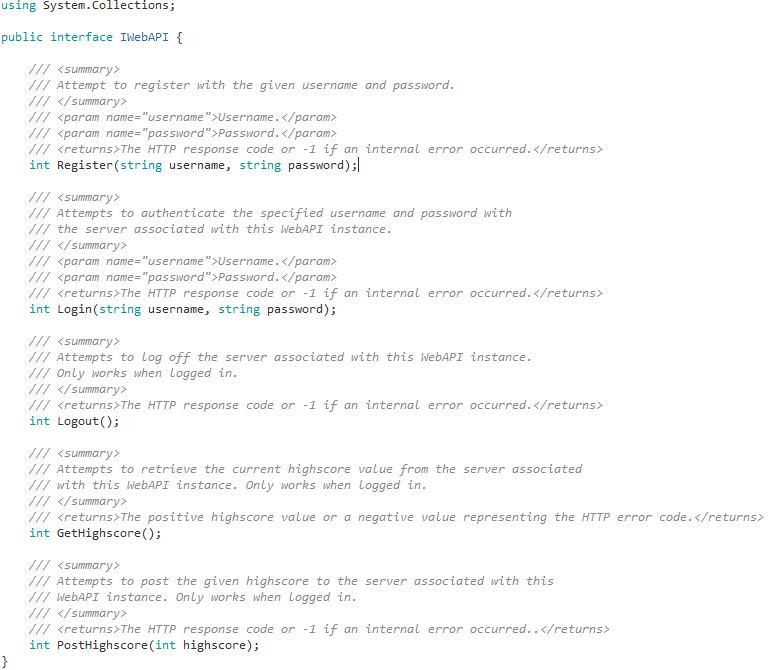 using System.Collections;
public interface IWebAPI {
/// <summary>
/// Attempt to register with the given username and password.
/// </summary>
/// <param name="username">Username.</param>
/// <param name="password">Password.</param>
/// <returns>The HTTP response code or -1 if an internal error occurred.</returns>
int Register(string username, string password);
/// <summary>
/// Attempts to authenticate the specified username and password with
/// the server associated with this WebAPI instance.
/// </summary>
/// <param name="username">Username.</param>
/// <param name="password">Password.</param>
/// <returns>The HTTP response code or -1 if an internal error occurred.</returns>
int Login(string username, string password);
/// <summary>
/// Attempts to log off the server associated with this WebAPI instance.
/// Only works when logged in.
/// </summary>
/// <returns>The HTTP response code or -1 if an internal error occurred.</returns>
int Logout();
/// <summary>
/// Attempts to retrieve the current highscore value from the server associated
/// with this WebAPI instance. Only works when logged in.
/// </summary>
/// <returns>The positive highscore value or a negative value representing the HTTP error code.</returns>
int GetHighscore();
/// <summary>
/// Attempts to post the given highscore to the server associated with this
/// WebAPI instance. Only works when logged in.
/// </summary>
/// <returns>The HTTP response code or -1 if an internal error occurred..</returns>
int PostHighscore(int highscore);
}